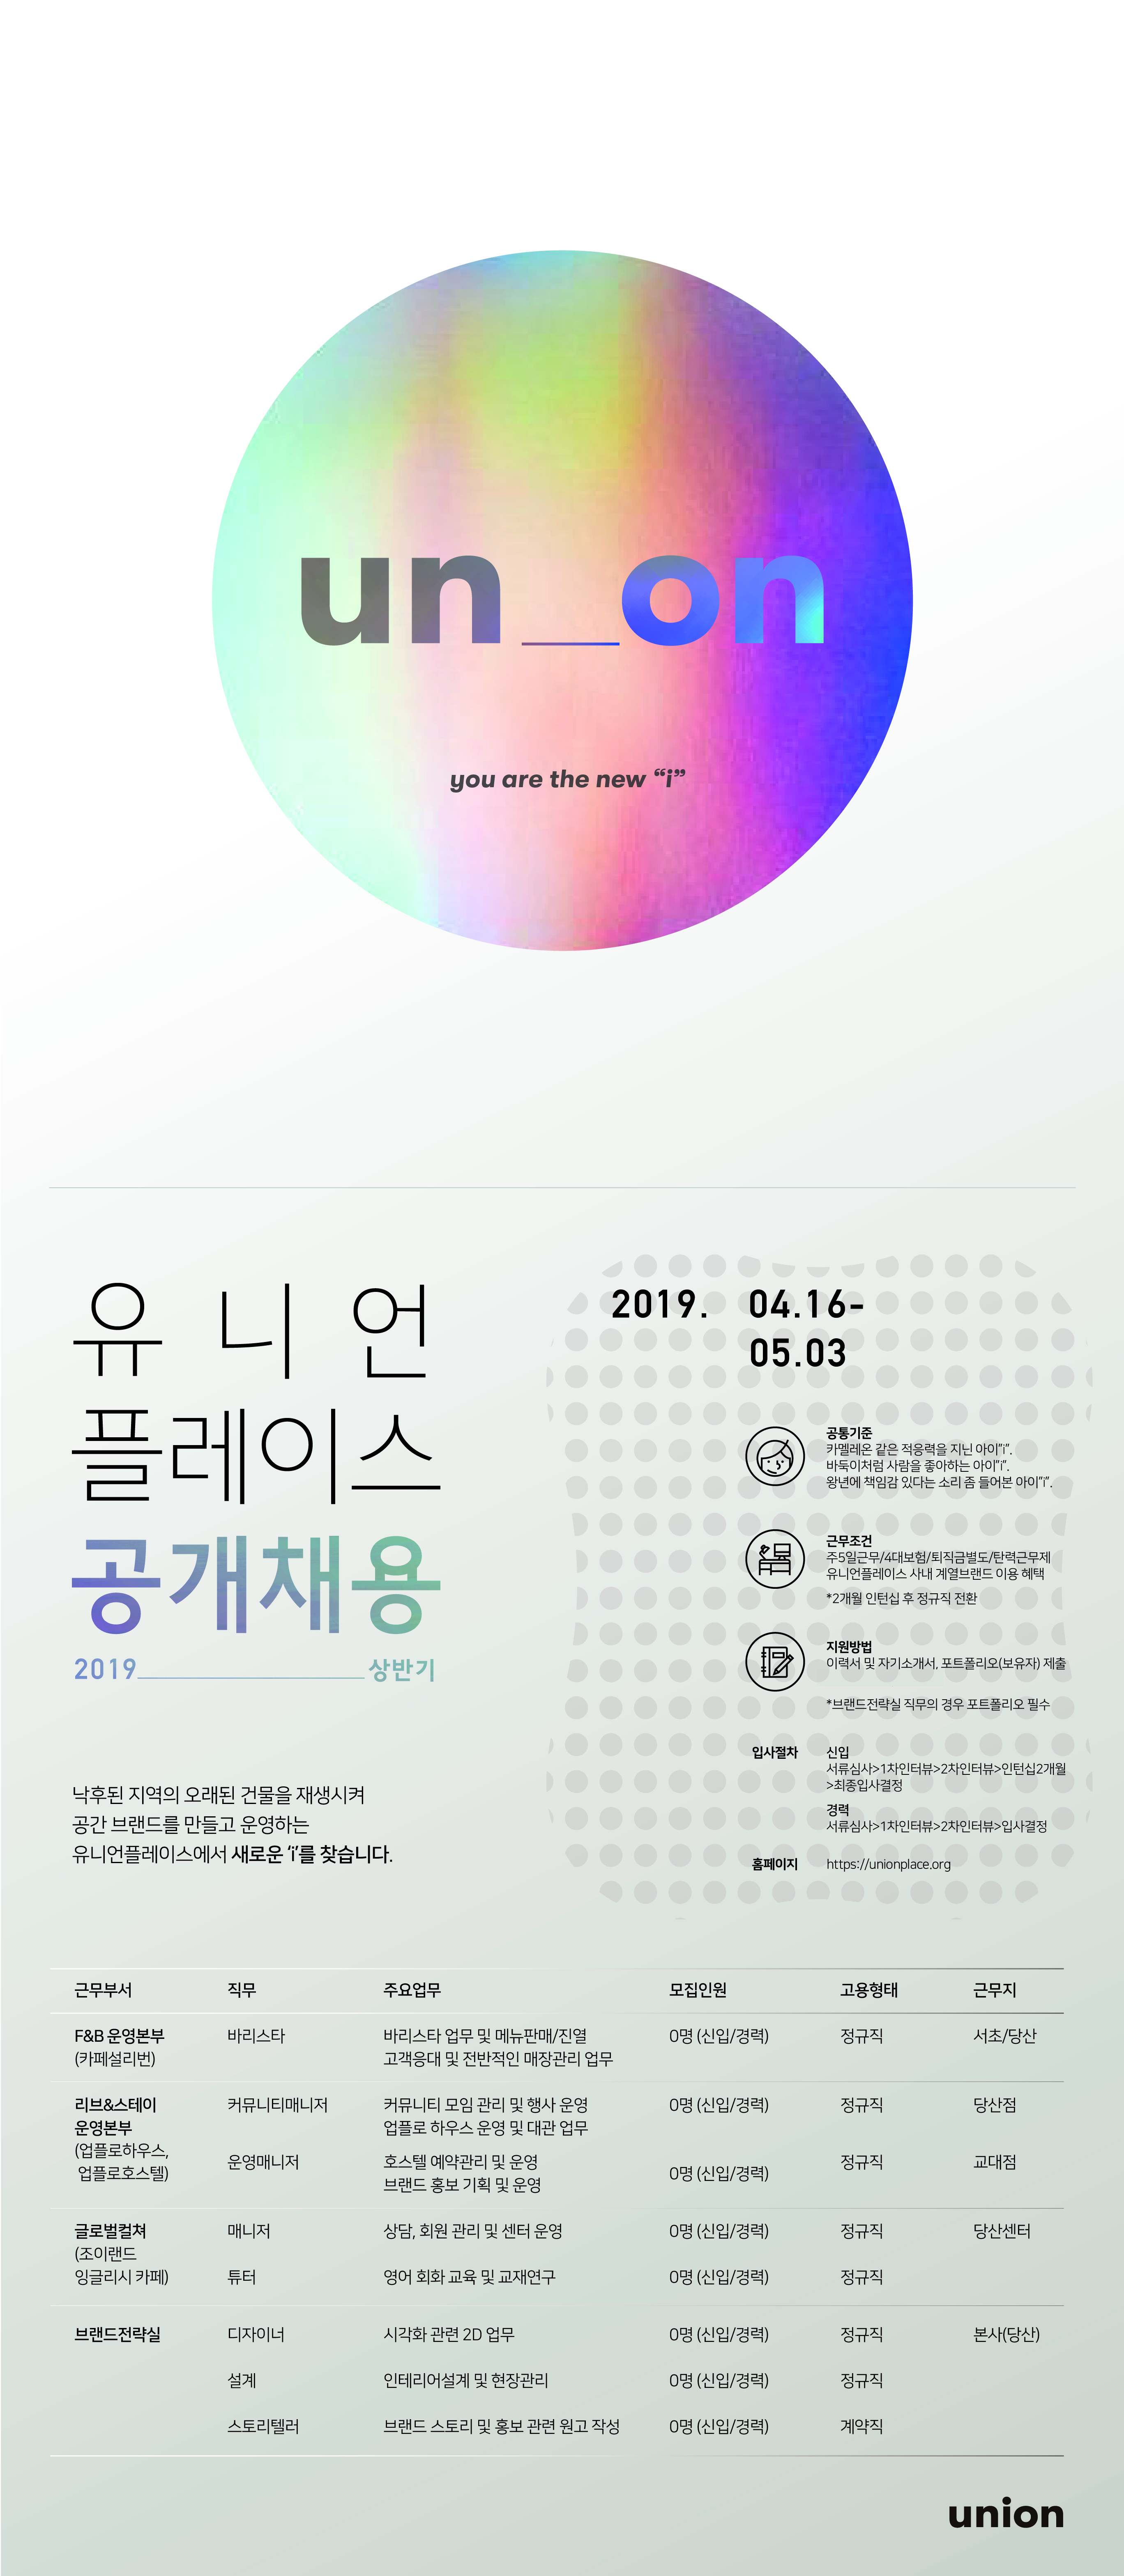 un_on
you are the new “i”
유니언
플레이스
공개채용
2019 상반기
낙후된 지역의 오래된 건물을 재생시켜
공간 브랜드를 만들고 운영하는
유니언플레이스에서 새로운 ‘i’를 찾습니다.
2019. 04.16-
05.03
공통기준
카멜레온 같은 적응력을 지닌 아이"i".
바둑이처럼 사람을 좋아하는 아이"i".
왕년에 책임감 있다는 소리 좀 들어본 아이"i".
근무조건
주5일근무/4대보험/퇴직금별도/탄력근무제
유니언플레이스 사내 계열브랜드 이용 혜택
*2개월 인턴십 후 정규직 전환
지원방법
이력서 및 자기소개서, 포트폴리오(보유자) 제출
*브랜드전략실 직무의 경우 포트폴리오 필수
입사절차 신입
서류심사>1차인터뷰>2차인터뷰>인턴십2개월
>최종입사결정
경력
서류심사>1차인터뷰>2차인터뷰>입사결정
홈페이지 https://unionplace.org
근무부서 직무 주요업무 모집인원 고용형태 근무지
F&B 운영본부 바리스타 바리스타 업무 및 메뉴판매/진열 0명 (신입/경력) 정규직 서초/당산
(카페설리번) 고객응대 및 전반적인 매장관리 업무
리브&스테이 커뮤니티매니저 커뮤니티 모임 관리 및 행사 운영 0명 (신입/경력) 정규직 당산점
운영본부 업플로 하우스 운영 및 대관 업무
(업플로하우스,
업플로호스텔) 운영매니저 호스텔 예약관리 및 운영 0명 (신입/경력) 정규직 교대점
브랜드 홍보 기획 및 운영
글로벌컬쳐 매니저 상담, 회원 관리 및 센터 운영 0명 (신입/경력) 정규직 당산센터
(조이랜드
잉글리시 카페) 튜터 영어 회화 교육 및 교재연구 0명 (신입/경력) 정규직
브랜드전략실 디자이너 시각화 관련 2D 업무 0명 (신입/경력) 정규직 본사(당산)
설계 인테리어설계 및 현장관리 0명 (신입/경력) 정규직
스토리텔러 브랜드 스토리 및 홍보 관련 원고 작성 0명 (신입/경력) 계약직
union